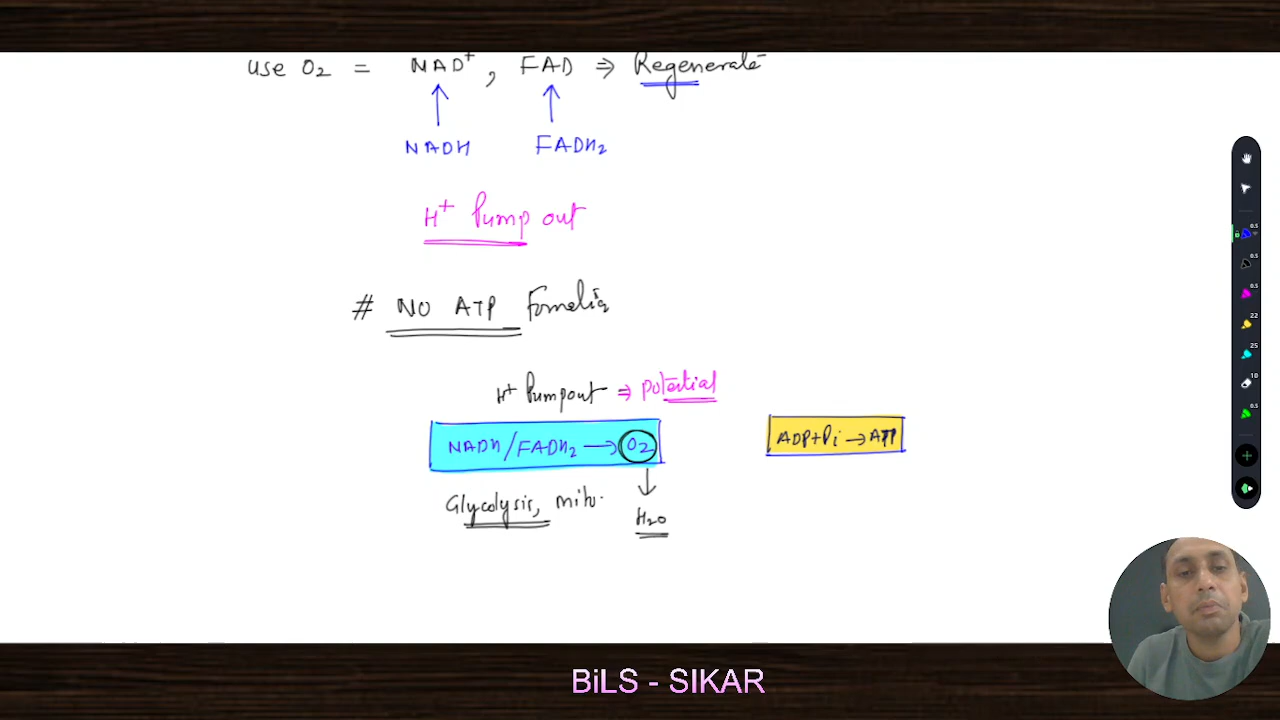 use O2 = NAD+, FAD ⇒ Regenerate
↑ ↑
NADH FADH2
H+ Pump out
# NO ATP
H+ Pumpout ⇒ potential
NADH/FADH2 → O2
ADP+Pi → ATP
Glycolysis, mito.
↓
H2O
BiLS - SIKAR